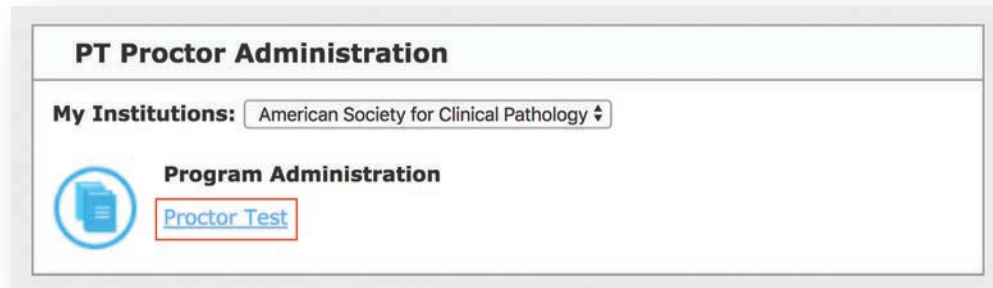 PT Proctor Administration
My Institutions: American Society for Clinical Pathology
Program Administration
Proctor Test